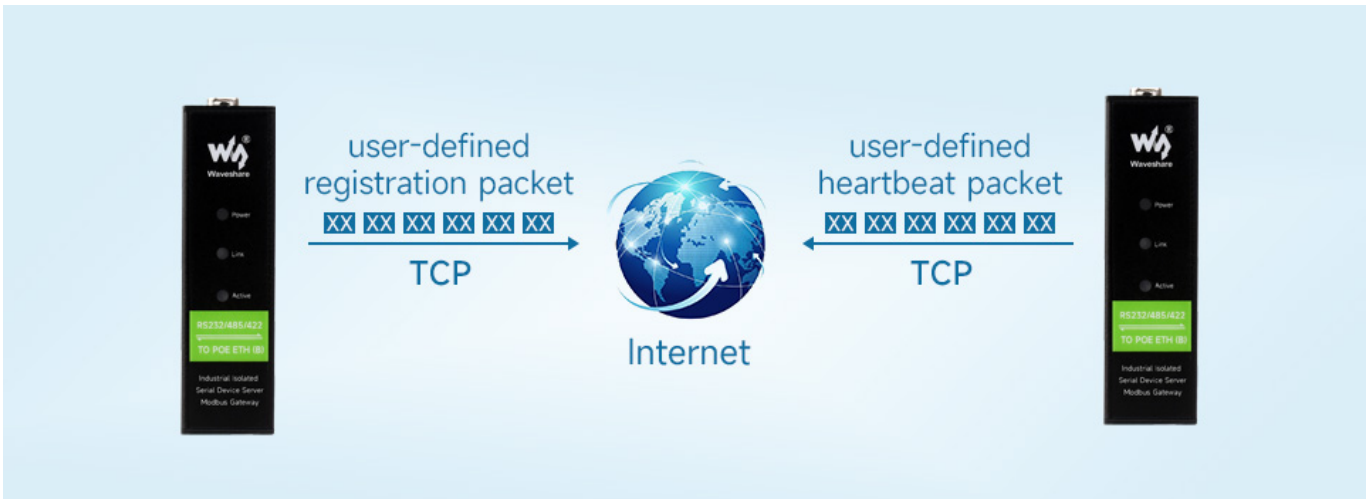 Waveshare
Power
Link
Active
RS232/485/422
TO POE ETH (B)
Industrial Isolated
Serial Device Server
Modbus Gateway
user-defined
registration packet
XX XX XX XX XX XX
TCP
Internet
user-defined
heartbeat packet
XX XX XX XX XX XX
TCP
®
Waveshare
Power
Link
Active
RS232/485/422
TO POE ETH (B)
Industrial Isolated
Serial Device Server
Modbus Gateway